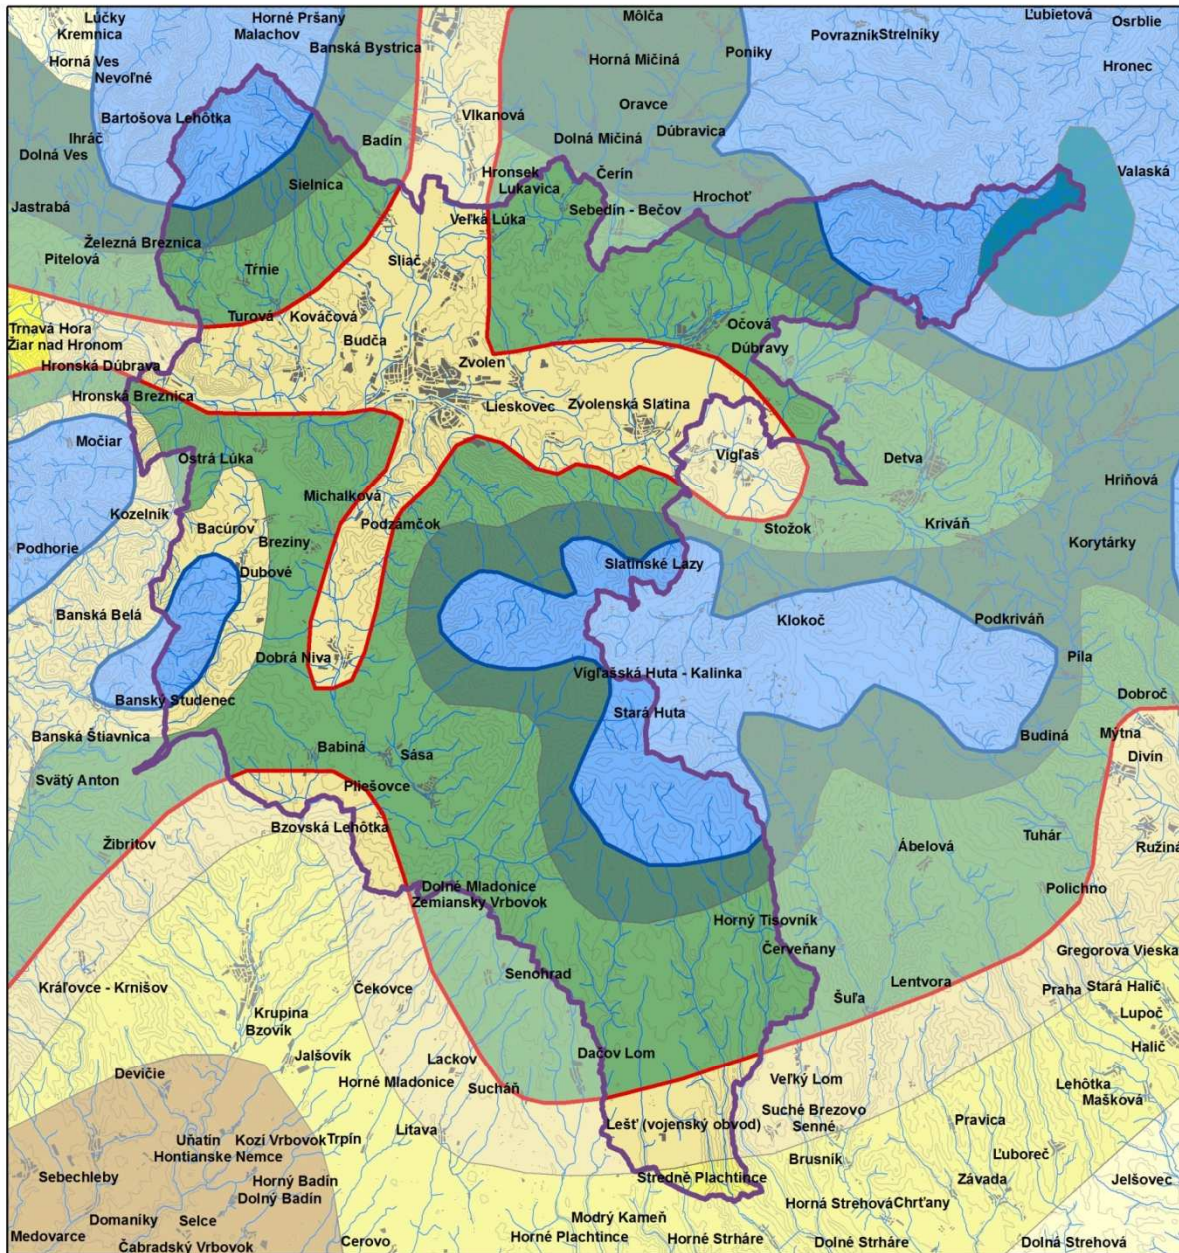 Lúčky
Kremnica
Horné Pršany
Malachov
Banská Bystrica
Môlča
Ľubietová
Osrblie
Povrazník
Strelníky
Horná Ves
Nevoľné
Horná Mičiná
Poniky
Hronec
Bartošova Lehôtka
Vlkanová
Oravce
Ihráč
Badín
Dolná Mičiná
Dúbravica
Dolná Ves
Hronsek
Čerín
Valaská
Sielnica
Lukavica
Hrochoť
Jastrabá
Veľká Lúka
Sebedín - Bečov
Železná Breznica
Pitelová
Tŕnie
Sliač
Turová
Kováčová
Očová
Trnavá Hora
Žiar nad Hronom
Budča
Dúbravy
Hronská Dúbrava
Zvolen
Hronská Breznica
Lieskovec
Zvolenská Slatina
Močiar
Ostrá Lúka
Vígľaš
Detva
Hriňová
Michalková
Kozelník
Bacúrov
Podzámčok
Stožok
Kriváň
Podhorie
Breziny
Korytárky
Dubové
Slatinské Lazy
Banská Belá
Klokoč
Podkriváň
Dobrá Niva
Píla
Vígľašská Huta - Kalinka
Banský Studenec
Stará Huta
Dobroč
Banská Štiavnica
Babiná
Sása
Budiná
Mýtna
Divín
Svätý Anton
Pliešovce
Bzovská Lehôtka
Žibritov
Ábelová
Tuhár
Ružiná
Dolné Mladonice
Zemiansky Vrbovok
Polichno
Horný Tisovník
Červeňany
Gregorova Vieska
Senohrad
Kráľovce - Krnišov
Čekovce
Lentvora
Praha
Stará Halič
Šuľa
Krupina
Bzovík
Lupoč
Jalšovík
Lackov
Dačov Lom
Halič
Devičie
Horné Mladonice
Sucháň
Veľký Lom
Lehôtka
Mašková
Suché Brezovo
Senné
Pravica
Uňatín
Kozí Vrbovok
Trpín
Litava
Lešť (vojenský obvod)
Hontianske Nemce
Brusník
Ľuboreč
Sebechleby
Horný Badín
Stredné Plachtince
Závada
Jelšovec
Dolný Badín
Horná Strehová
Chrťany
Domaníky
Selce
Modrý Kameň
Medovarce
Čabradský Vrbovok
Cerovo
Horné Plachtince
Horné Strháre
Dolné Strháre
Dolná Strehová